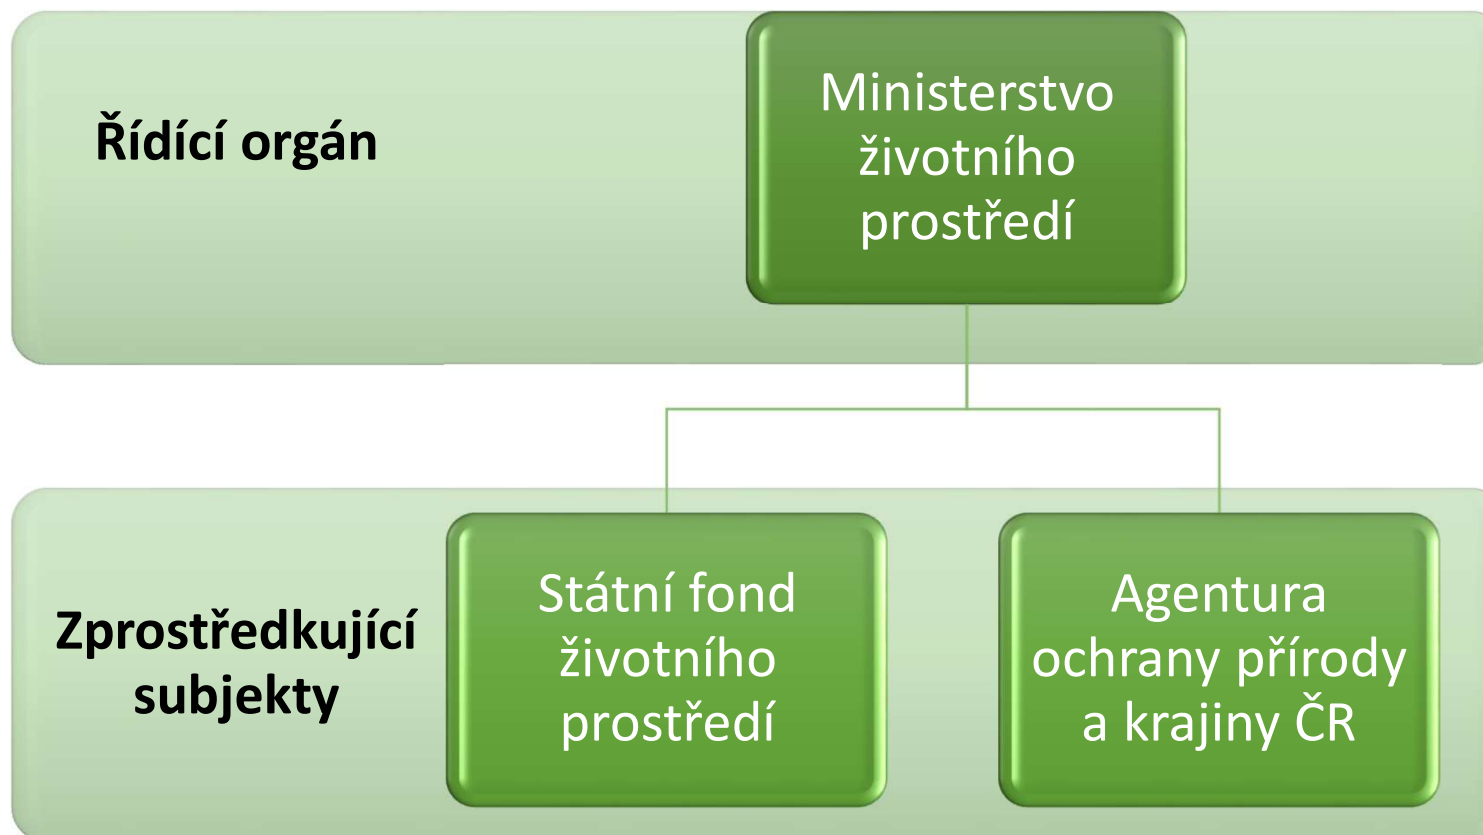 Řídící orgán
Ministerstvo
životního
prostředí
Zprostředkující
subjekty
Státní fond
životního
prostředí
Agentura
ochrany přírody
a krajiny ČR